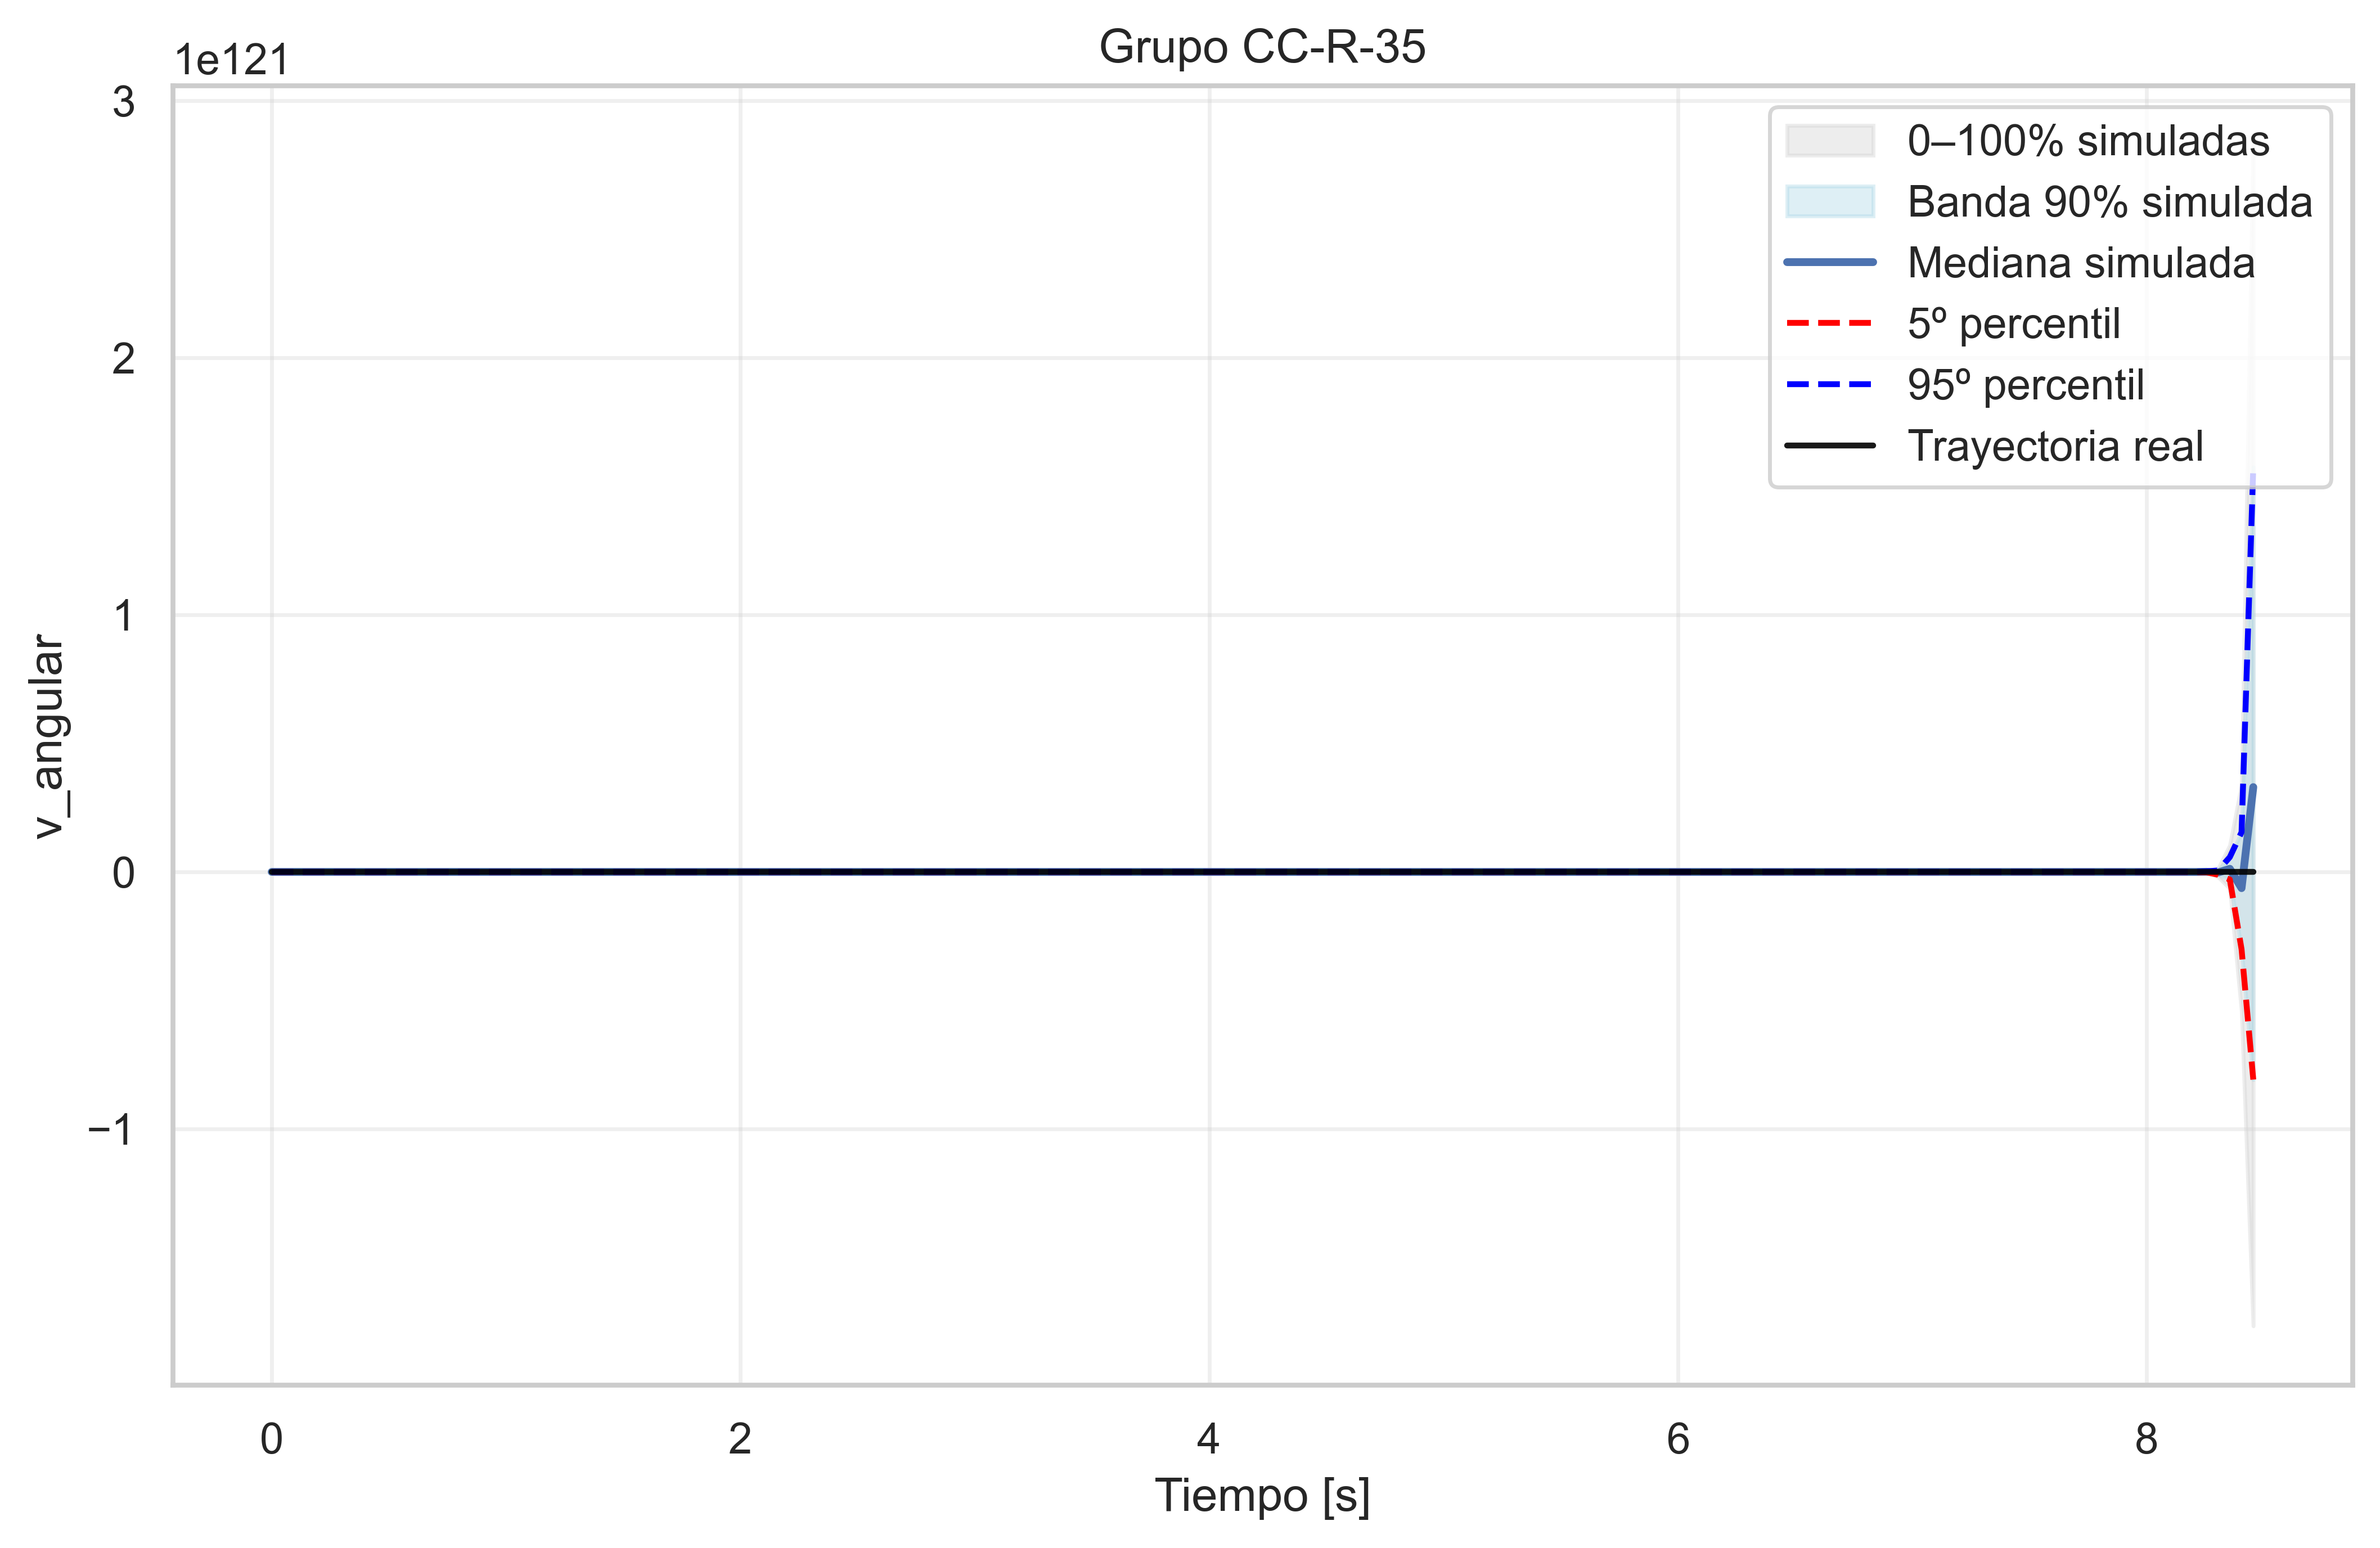 Grupo CC-R-35
1e121
3
2
1
0
−1
v_angular
0–100% simuladas
Banda 90% simulada
Mediana simulada
5º percentil
95º percentil
Trayectoria real
0 2 4 6 8
Tiempo [s]